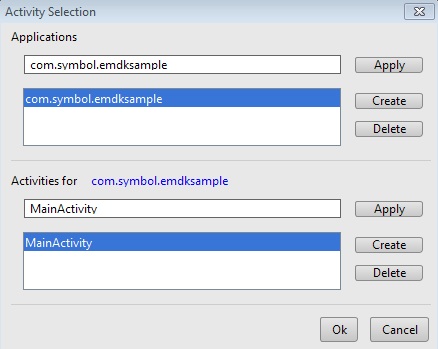 Activity Selection
Applications
com.symbol.emdksample
Apply
com.symbol.emdksample
Create
Delete
Activities for com.symbol.emdksample
MainActivity
Apply
MainActivity
Create
Delete
Ok
Cancel